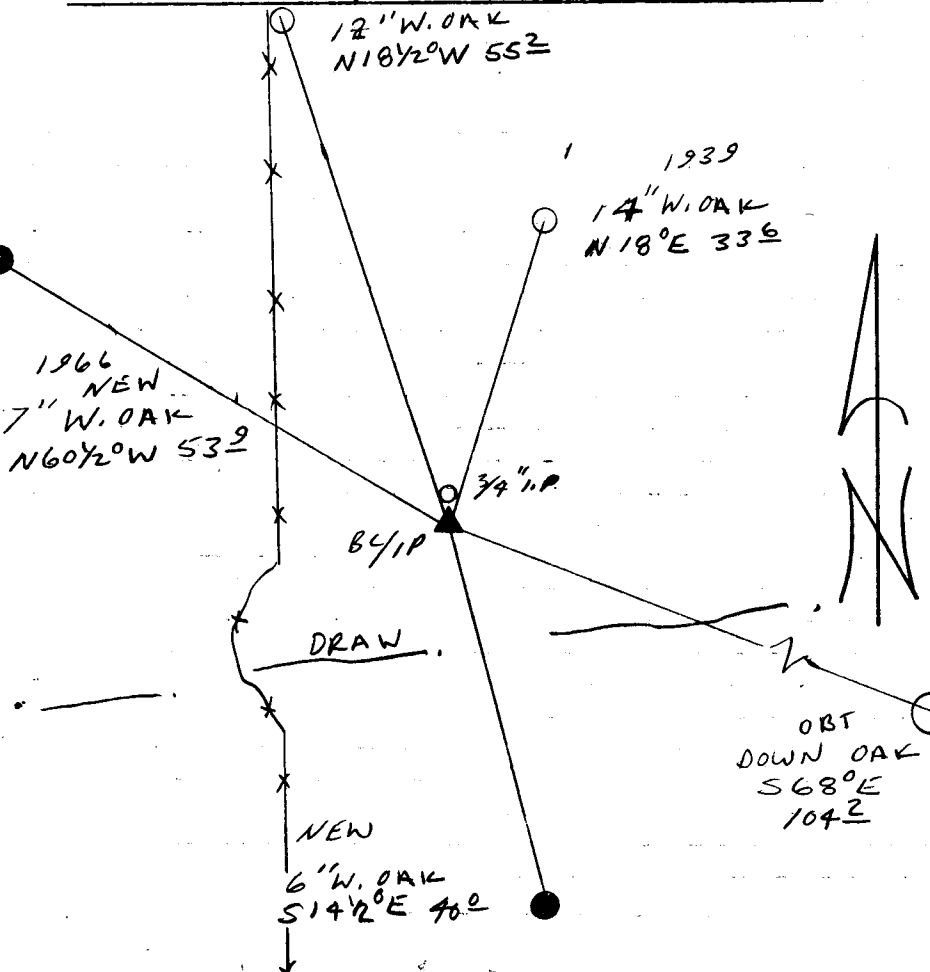 12" W. OAK
N18½°W 55²
1939
14" W. OAK
N 18°E 33⁶
1966
NEW
7" W. OAK
N60½°W 53⁹
3/4" I.P.
BC/IP
N
DRAW
OBT
DOWN OAK
S68°E
104²
NEW
6" W. OAK
S14½°E 40⁰